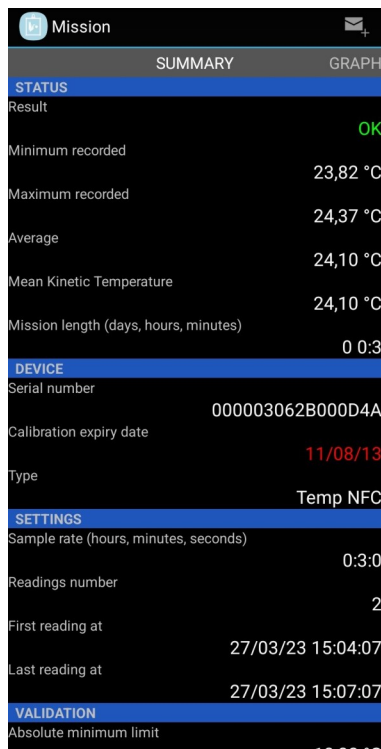 Mission
SUMMARY GRAPH
STATUS
Result
OK
Minimum recorded
23,82 °C
Maximum recorded
24,37 °C
Average
24,10 °C
Mean Kinetic Temperature
24,10 °C
Mission length (days, hours, minutes)
0 0:3
DEVICE
Serial number
000003062B000D4A
Calibration expiry date
11/08/13
Type
Temp NFC
SETTINGS
Sample rate (hours, minutes, seconds)
0:3:0
Readings number
2
First reading at
27/03/23 15:04:07
Last reading at
27/03/23 15:07:07
VALIDATION
Absolute minimum limit